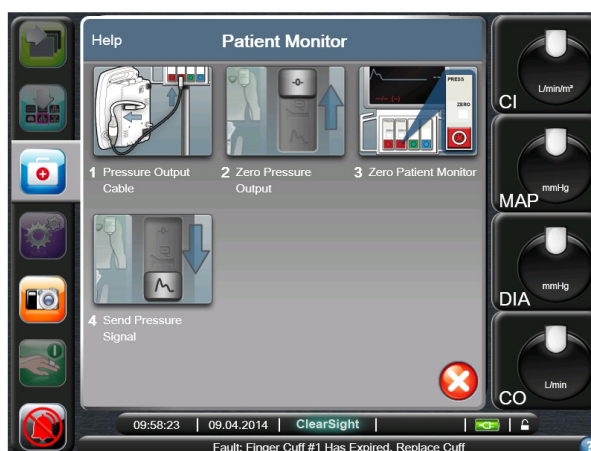 Help
Patient Monitor
PRESS
ZERO
-0-
1 Pressure Output
Cable
2 Zero Pressure
Output
3 Zero Patient Monitor
4 Send Pressure
Signal
CI
L/min/m²
MAP
mmHg
DIA
mmHg
CO
L/min
09:58:23 | 09.04.2014 | ClearSight
Fault: Finger Cuff #1 Has Expired. Replace Cuff
?